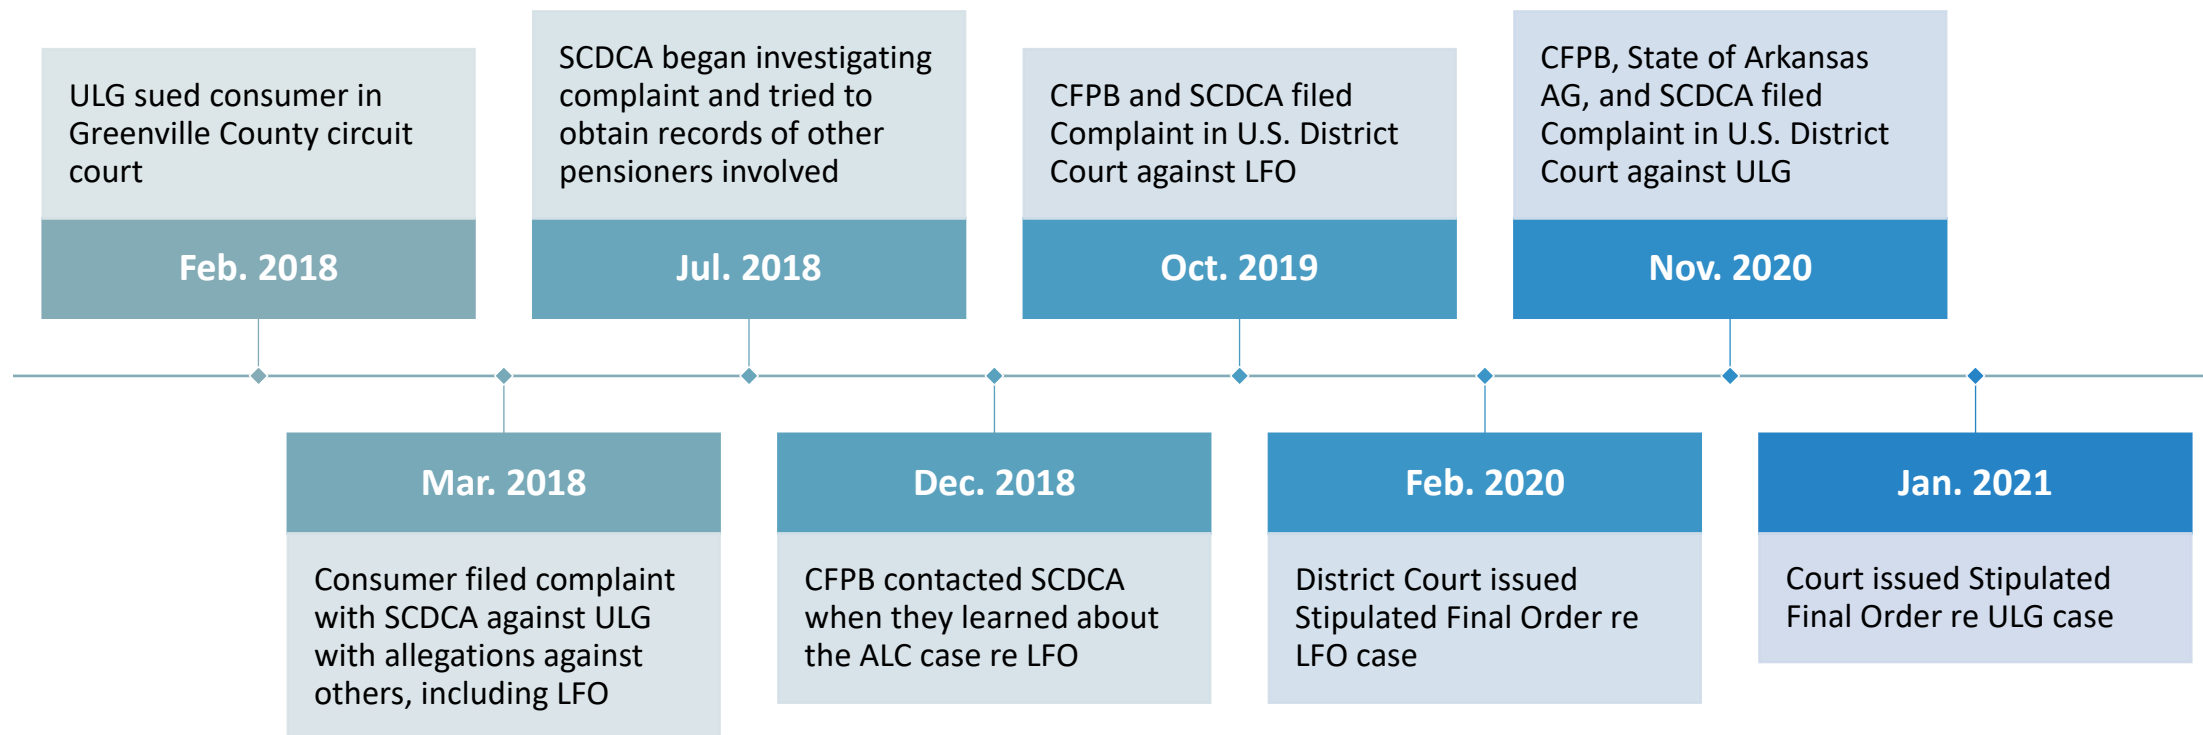 ULG sued consumer in
Greenville County circuit
court
Feb. 2018
Mar. 2018
Consumer filed complaint
with SCDCA against ULG
with allegations against
others, including LFO
SCDCA began investigating
complaint and tried to
obtain records of other
pensioners involved
Jul. 2018
Dec. 2018
CFPB contacted SCDCA
when they learned about
the ALC case re LFO
CFPB and SCDCA filed
Complaint in U.S. District
Court against LFO
Oct. 2019
Feb. 2020
District Court issued
Stipulated Final Order re
LFO case
CFPB, State of Arkansas
AG, and SCDCA filed
Complaint in U.S. District
Court against ULG
Nov. 2020
Jan. 2021
Court issued Stipulated
Final Order re ULG case